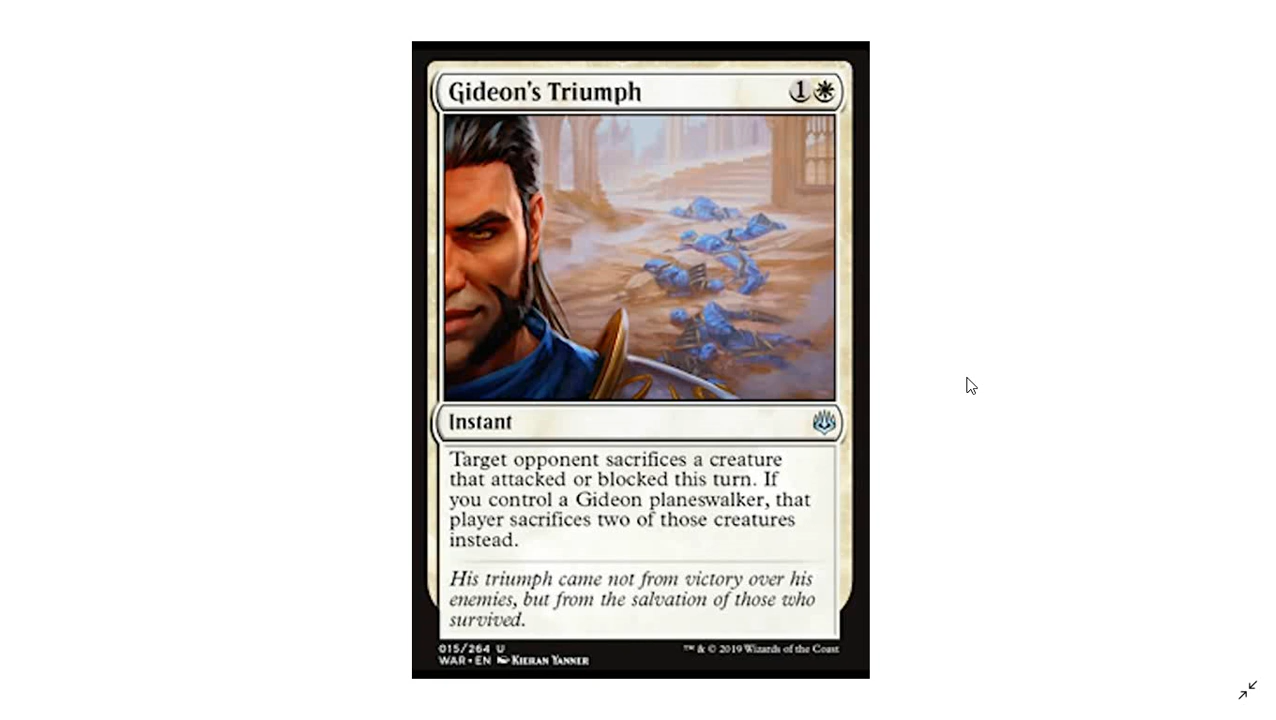 Gideon's Triumph 1
Instant
Target opponent sacrifices a creature
that attacked or blocked this turn. If
you control a Gideon planeswalker, that
player sacrifices two of those creatures
instead.
His triumph came not from victory over his
enemies, but from the salvation of those who
survived.
015/264 U
WAR • EN Kieran Yanner
™ & © 2019 Wizards of the Coast